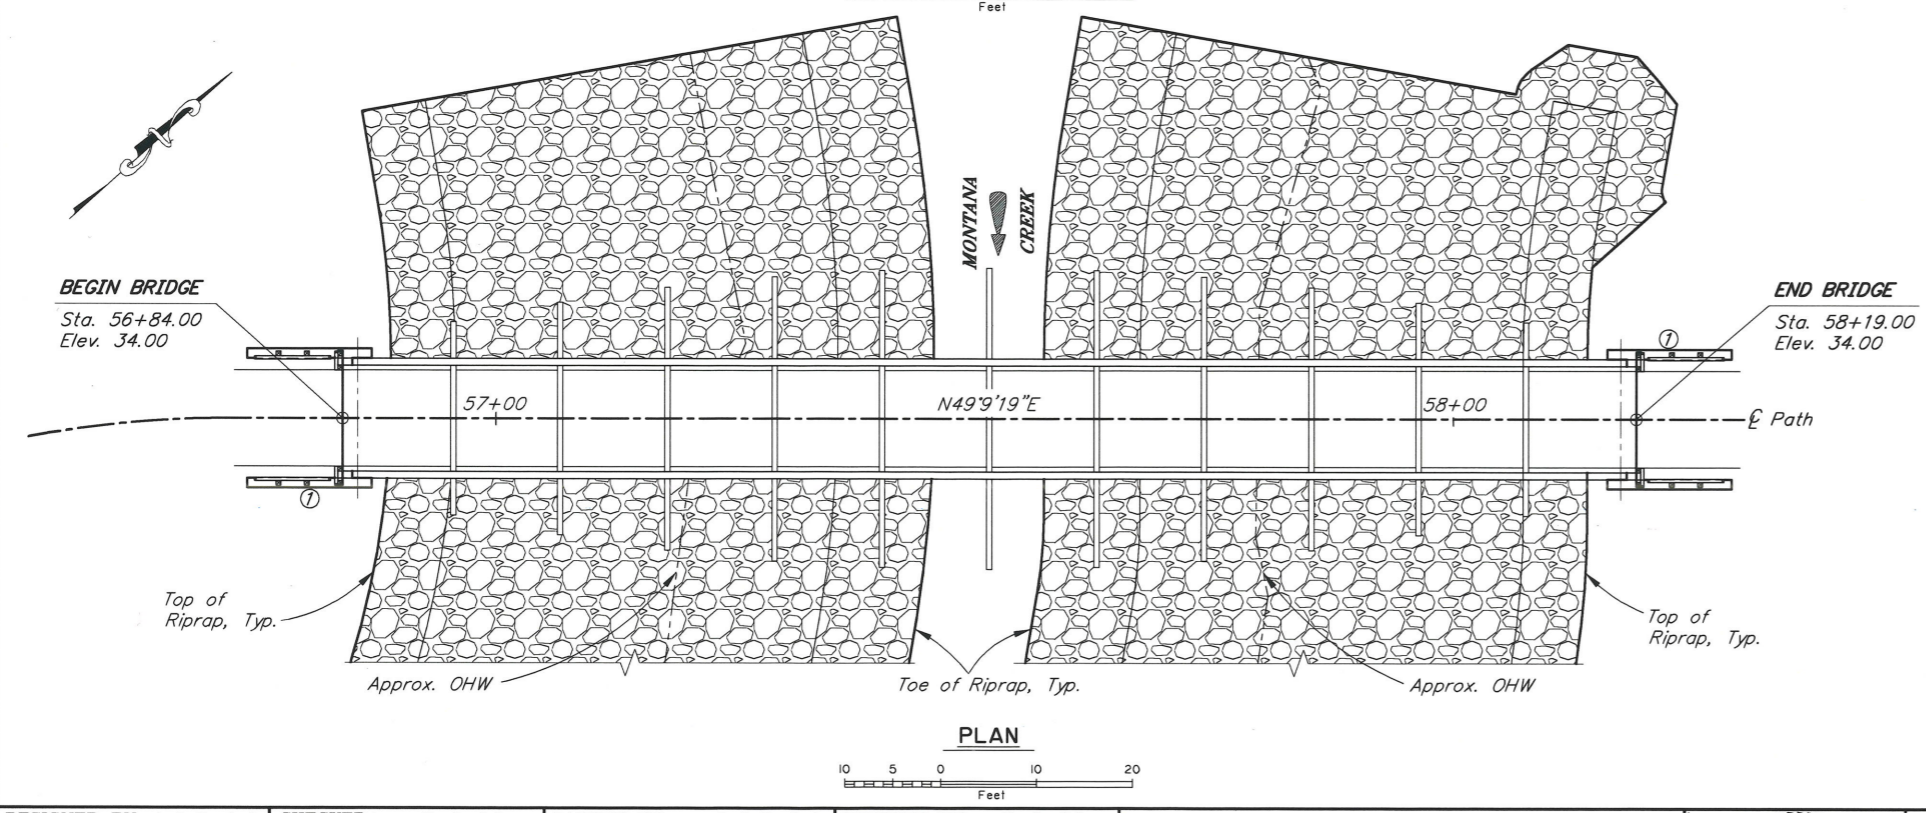 Feet
MONTANA
CREEK
BEGIN BRIDGE
Sta. 56+84.00
Elev. 34.00
END BRIDGE
Sta. 58+19.00
Elev. 34.00
1
57+00
N49°9'19"E
58+00
℄ Path
1
Top of
Riprap, Typ.
Top of
Riprap, Typ.
Approx. OHW
Toe of Riprap, Typ.
Approx. OHW
PLAN
10 5 0 10 20
Feet